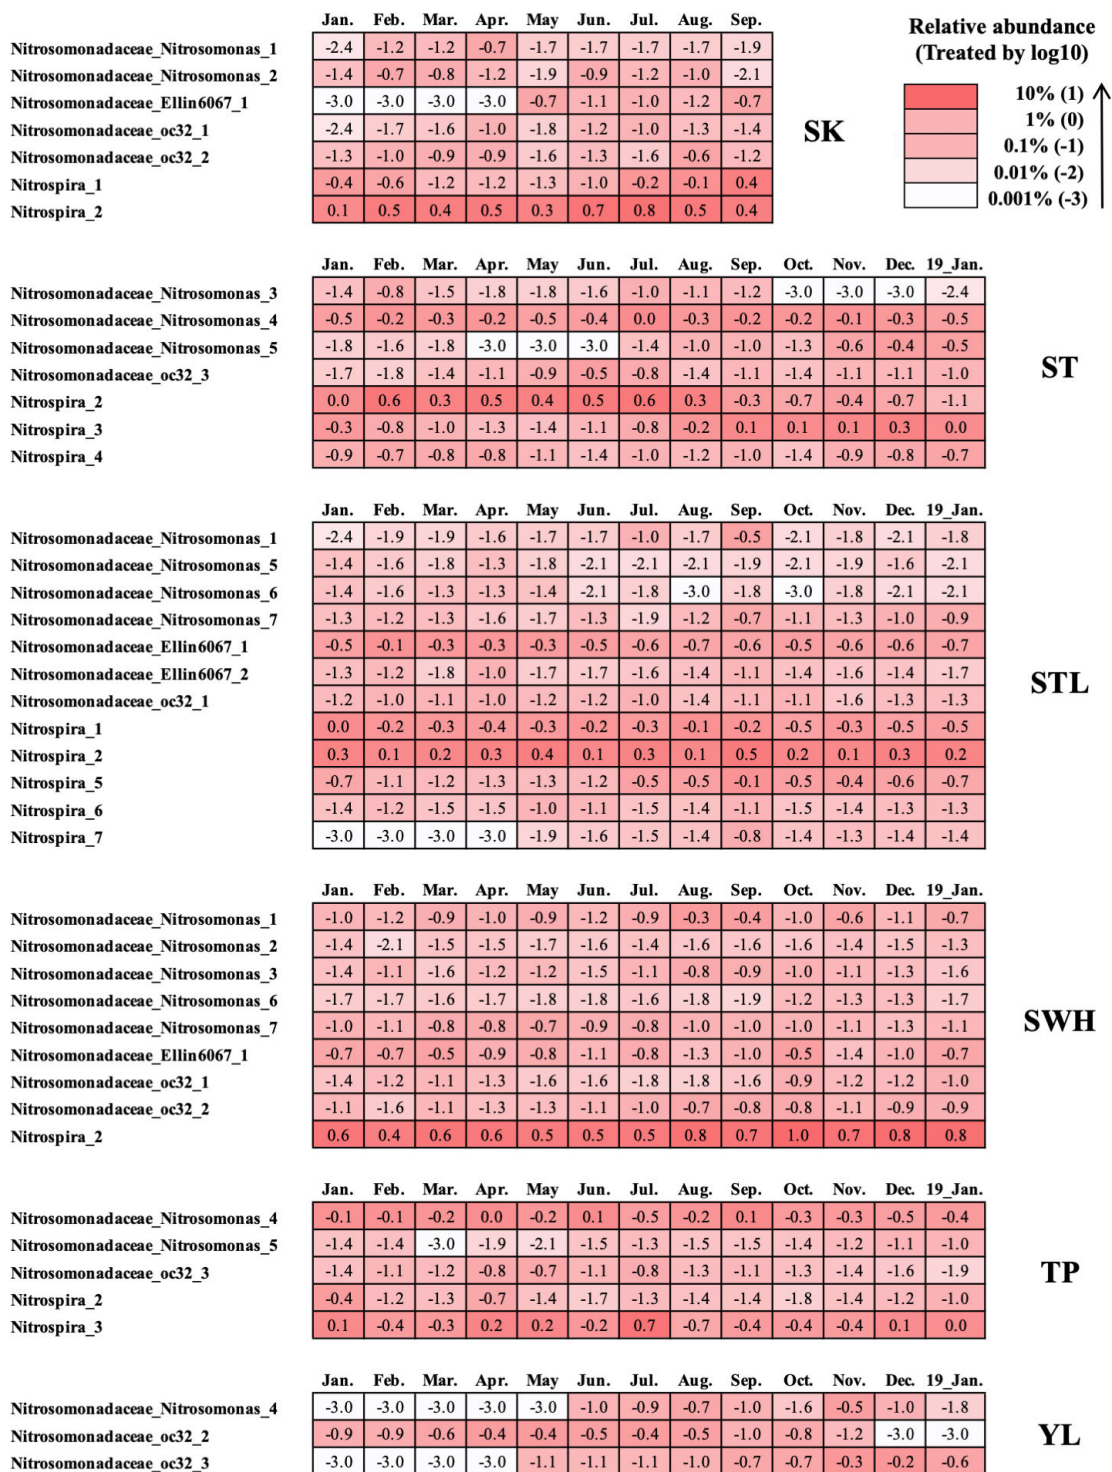 Jan. Feb. Mar. Apr. May Jun. Jul. Aug. Sep.
Nitrosomonadaceae_Nitrosomonas_1 -2.4 -1.2 -1.2 -0.7 -1.7 -1.7 -1.7 -1.7 -1.9
Nitrosomonadaceae_Nitrosomonas_2 -1.4 -0.7 -0.8 -1.2 -1.9 -0.9 -1.2 -1.0 -2.1
Nitrosomonadaceae_Ellin6067_1 -3.0 -3.0 -3.0 -3.0 -0.7 -1.1 -1.0 -1.2 -0.7
Nitrosomonadaceae_oc32_1 -2.4 -1.7 -1.6 -1.0 -1.8 -1.2 -1.0 -1.3 -1.4
Nitrosomonadaceae_oc32_2 -1.3 -1.0 -0.9 -0.9 -1.6 -1.3 -1.6 -0.6 -1.2
Nitrospira_1 -0.4 -0.6 -1.2 -1.2 -1.3 -1.0 -0.2 -0.1 0.4
Nitrospira_2 0.1 0.5 0.4 0.5 0.3 0.7 0.8 0.5 0.4
SK
Relative abundance
(Treated by log10)
10% (1)
1% (0)
0.1% (-1)
0.01% (-2)
0.001% (-3)
Jan. Feb. Mar. Apr. May Jun. Jul. Aug. Sep. Oct. Nov. Dec. 19_Jan.
Nitrosomonadaceae_Nitrosomonas_3 -1.4 -0.8 -1.5 -1.8 -1.8 -1.6 -1.0 -1.1 -1.2 -3.0 -3.0 -3.0 -2.4
Nitrosomonadaceae_Nitrosomonas_4 -0.5 -0.2 -0.3 -0.2 -0.5 -0.4 0.0 -0.3 -0.2 -0.2 -0.1 -0.3 -0.5
Nitrosomonadaceae_Nitrosomonas_5 -1.8 -1.6 -1.8 -3.0 -3.0 -3.0 -1.4 -1.0 -1.0 -1.3 -0.6 -0.4 -0.5
Nitrosomonadaceae_oc32_3 -1.7 -1.8 -1.4 -1.1 -0.9 -0.5 -0.8 -1.4 -1.1 -1.4 -1.1 -1.1 -1.0
Nitrospira_2 0.0 0.6 0.3 0.5 0.4 0.5 0.6 0.3 -0.3 -0.7 -0.4 -0.7 -1.1
Nitrospira_3 -0.3 -0.8 -1.0 -1.3 -1.4 -1.1 -0.8 -0.2 0.1 0.1 0.1 0.3 0.0
Nitrospira_4 -0.9 -0.7 -0.8 -0.8 -1.1 -1.4 -1.0 -1.2 -1.0 -1.4 -0.9 -0.8 -0.7
ST
Jan. Feb. Mar. Apr. May Jun. Jul. Aug. Sep. Oct. Nov. Dec. 19_Jan.
Nitrosomonadaceae_Nitrosomonas_1 -2.4 -1.9 -1.9 -1.6 -1.7 -1.7 -1.0 -1.7 -0.5 -2.1 -1.8 -2.1 -1.8
Nitrosomonadaceae_Nitrosomonas_5 -1.4 -1.6 -1.8 -1.3 -1.8 -2.1 -2.1 -2.1 -1.9 -2.1 -1.9 -1.6 -2.1
Nitrosomonadaceae_Nitrosomonas_6 -1.4 -1.6 -1.3 -1.3 -1.4 -2.1 -1.8 -3.0 -1.8 -3.0 -1.8 -2.1 -2.1
Nitrosomonadaceae_Nitrosomonas_7 -1.3 -1.2 -1.3 -1.6 -1.7 -1.3 -1.9 -1.2 -0.7 -1.1 -1.3 -1.0 -0.9
Nitrosomonadaceae_Ellin6067_1 -0.5 -0.1 -0.3 -0.3 -0.3 -0.5 -0.6 -0.7 -0.6 -0.5 -0.6 -0.6 -0.7
Nitrosomonadaceae_Ellin6067_2 -1.3 -1.2 -1.8 -1.0 -1.7 -1.7 -1.6 -1.4 -1.1 -1.4 -1.6 -1.4 -1.7
Nitrosomonadaceae_oc32_1 -1.2 -1.0 -1.1 -1.0 -1.2 -1.2 -1.0 -1.4 -1.1 -1.1 -1.6 -1.3 -1.3
Nitrospira_1 0.0 -0.2 -0.3 -0.4 -0.3 -0.2 -0.3 -0.1 -0.2 -0.5 -0.3 -0.5 -0.5
Nitrospira_2 0.3 0.1 0.2 0.3 0.4 0.1 0.3 0.1 0.5 0.2 0.1 0.3 0.2
Nitrospira_5 -0.7 -1.1 -1.2 -1.3 -1.3 -1.2 -0.5 -0.5 -0.1 -0.5 -0.4 -0.6 -0.7
Nitrospira_6 -1.4 -1.2 -1.5 -1.5 -1.0 -1.1 -1.5 -1.4 -1.1 -1.5 -1.4 -1.3 -1.3
Nitrospira_7 -3.0 -3.0 -3.0 -3.0 -1.9 -1.6 -1.5 -1.4 -0.8 -1.4 -1.3 -1.4 -1.4
STL
Jan. Feb. Mar. Apr. May Jun. Jul. Aug. Sep. Oct. Nov. Dec. 19_Jan.
Nitrosomonadaceae_Nitrosomonas_1 -1.0 -1.2 -0.9 -1.0 -0.9 -1.2 -0.9 -0.3 -0.4 -1.0 -0.6 -1.1 -0.7
Nitrosomonadaceae_Nitrosomonas_2 -1.4 -2.1 -1.5 -1.5 -1.7 -1.6 -1.4 -1.6 -1.6 -1.6 -1.4 -1.5 -1.3
Nitrosomonadaceae_Nitrosomonas_3 -1.4 -1.1 -1.6 -1.2 -1.2 -1.5 -1.1 -0.8 -0.9 -1.0 -1.1 -1.3 -1.6
Nitrosomonadaceae_Nitrosomonas_6 -1.7 -1.7 -1.6 -1.7 -1.8 -1.8 -1.6 -1.8 -1.9 -1.2 -1.3 -1.3 -1.7
Nitrosomonadaceae_Nitrosomonas_7 -1.0 -1.1 -0.8 -0.8 -0.7 -0.9 -0.8 -1.0 -1.0 -1.0 -1.1 -1.3 -1.1
Nitrosomonadaceae_Ellin6067_1 -0.7 -0.7 -0.5 -0.9 -0.8 -1.1 -0.8 -1.3 -1.0 -0.5 -1.4 -1.0 -0.7
Nitrosomonadaceae_oc32_1 -1.4 -1.2 -1.1 -1.3 -1.6 -1.6 -1.8 -1.8 -1.6 -0.9 -1.2 -1.2 -1.0
Nitrosomonadaceae_oc32_2 -1.1 -1.6 -1.1 -1.3 -1.3 -1.1 -1.0 -0.7 -0.8 -0.8 -1.1 -0.9 -0.9
Nitrospira_2 0.6 0.4 0.6 0.6 0.5 0.5 0.5 0.8 0.7 1.0 0.7 0.8 0.8
SWH
Jan. Feb. Mar. Apr. May Jun. Jul. Aug. Sep. Oct. Nov. Dec. 19_Jan.
Nitrosomonadaceae_Nitrosomonas_4 -0.1 -0.1 -0.2 0.0 -0.2 0.1 -0.5 -0.2 0.1 -0.3 -0.3 -0.5 -0.4
Nitrosomonadaceae_Nitrosomonas_5 -1.4 -1.4 -3.0 -1.9 -2.1 -1.5 -1.3 -1.5 -1.5 -1.4 -1.2 -1.1 -1.0
Nitrosomonadaceae_oc32_3 -1.4 -1.1 -1.2 -0.8 -0.7 -1.1 -0.8 -1.3 -1.1 -1.3 -1.4 -1.6 -1.9
Nitrospira_2 -0.4 -1.2 -1.3 -0.7 -1.4 -1.7 -1.3 -1.4 -1.4 -1.8 -1.4 -1.2 -1.0
Nitrospira_3 0.1 -0.4 -0.3 0.2 0.2 -0.2 0.7 -0.7 -0.4 -0.4 -0.4 0.1 0.0
TP
Jan. Feb. Mar. Apr. May Jun. Jul. Aug. Sep. Oct. Nov. Dec. 19_Jan.
Nitrosomonadaceae_Nitrosomonas_4 -3.0 -3.0 -3.0 -3.0 -3.0 -1.0 -0.9 -0.7 -1.0 -1.6 -0.5 -1.0 -1.8
Nitrosomonadaceae_oc32_2 -0.9 -0.9 -0.6 -0.4 -0.4 -0.5 -0.4 -0.5 -1.0 -0.8 -1.2 -3.0 -3.0
Nitrosomonadaceae_oc32_3 -3.0 -3.0 -3.0 -3.0 -1.1 -1.1 -1.1 -1.0 -0.7 -0.7 -0.3 -0.2 -0.6
YL